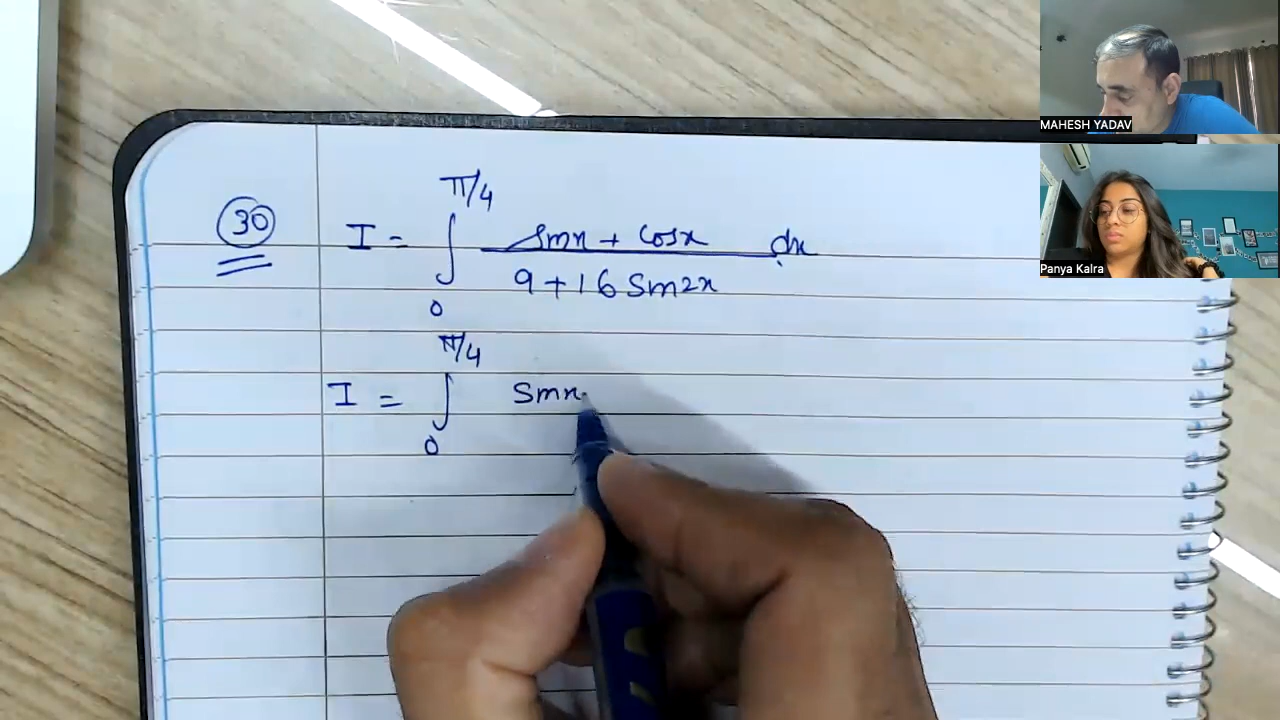 MAHESH YADAV
Panya Kalra
30 I = ∫ π/4 0 Sinx + Cosx dx
9+16 Sin2x
I = ∫ π/4 0 Sinx